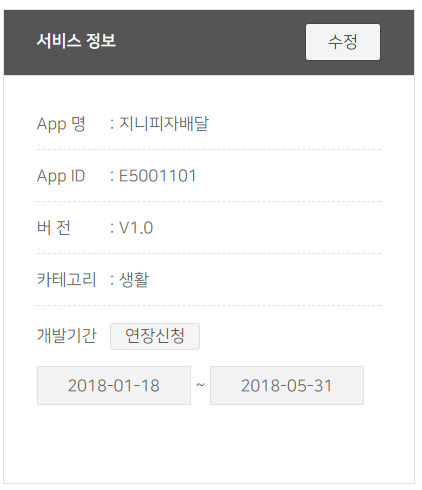 서비스 정보 수정
App 명 : 지니피자배달
App ID : E5001101
버 전 : V1.0
카테고리 : 생활
개발기간 연장신청
2018-01-18 ~ 2018-05-31